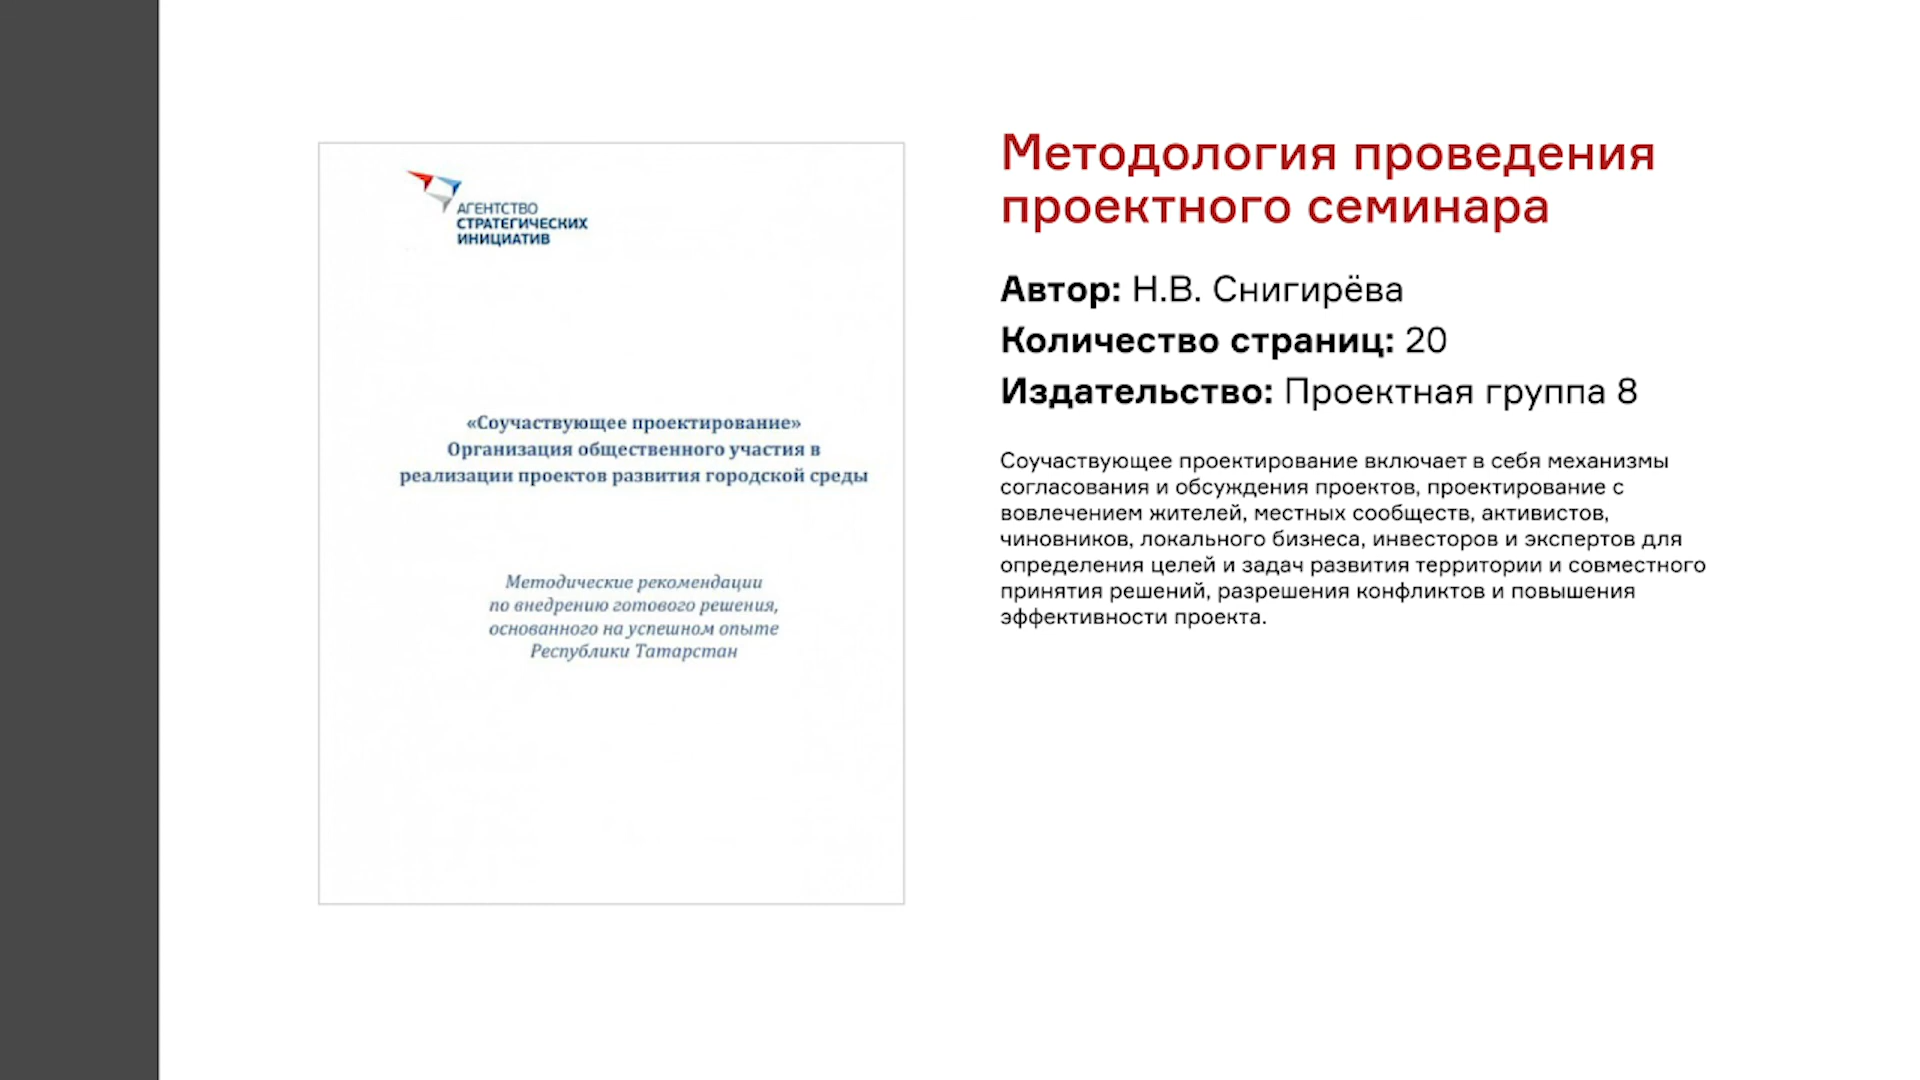 АГЕНТСТВО
СТРАТЕГИЧЕСКИХ
ИНИЦИАТИВ
«Соучаствующее проектирование»
Организация общественного участия в
реализации проектов развития городской среды
Методические рекомендации
по внедрению готового решения,
основанного на успешном опыте
Республики Татарстан
Методология проведения
проектного семинара
Автор: Н.В. Снигирёва
Количество страниц: 20
Издательство: Проектная группа 8
Соучаствующее проектирование включает в себя механизмы
согласования и обсуждения проектов, проектирование с
вовлечением жителей, местных сообществ, активистов,
чиновников, локального бизнеса, инвесторов и экспертов для
определения целей и задач развития территории и совместного
принятия решений, разрешения конфликтов и повышения
эффективности проекта.